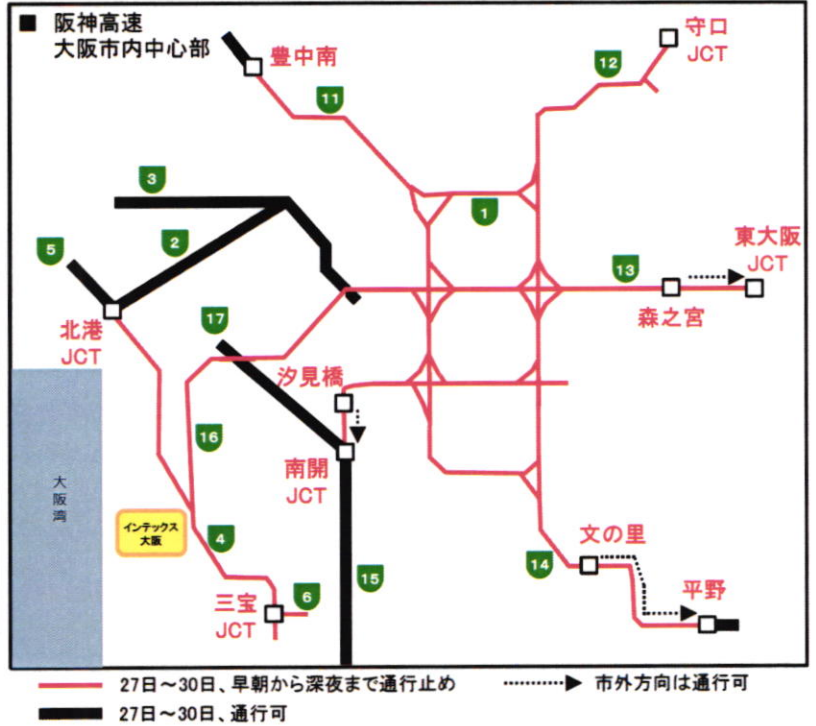 ■ 阪神高速
大阪市内中心部
豊中南
守口
JCT
12
11
3
1
5
2
東大阪
JCT
13
森之宮
北港
JCT
17
汐見橋
16
南開
JCT
大阪湾
インテックス
大阪
4
文の里
14
15
平野
三宝
JCT
6
27日～30日、早朝から深夜まで通行止め
市外方向は通行可
27日～30日、通行可